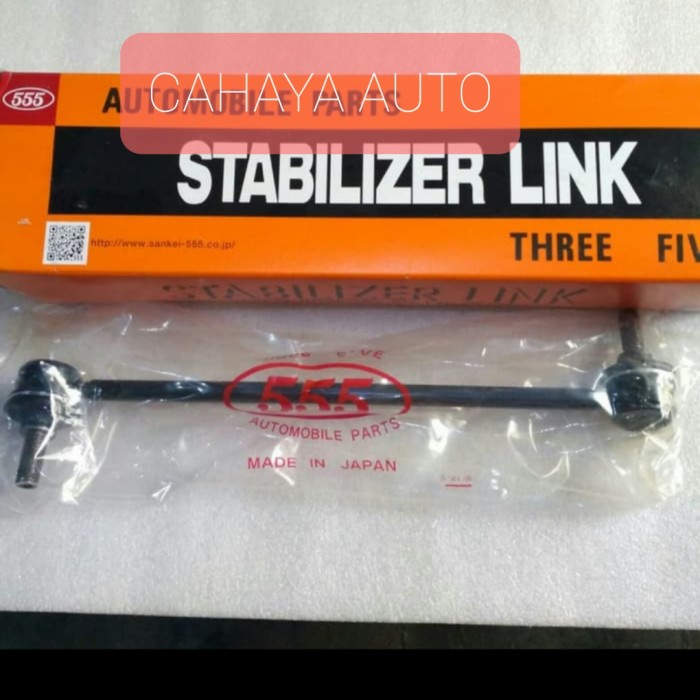 CAHAYA AUTO
555
AUTOMOBILE PARTS
STABILIZER LINK
http://www.sankei-555.co.jp/
THREE FIV
STABILIZER LINK
555
AUTOMOBILE PARTS
MADE IN JAPAN